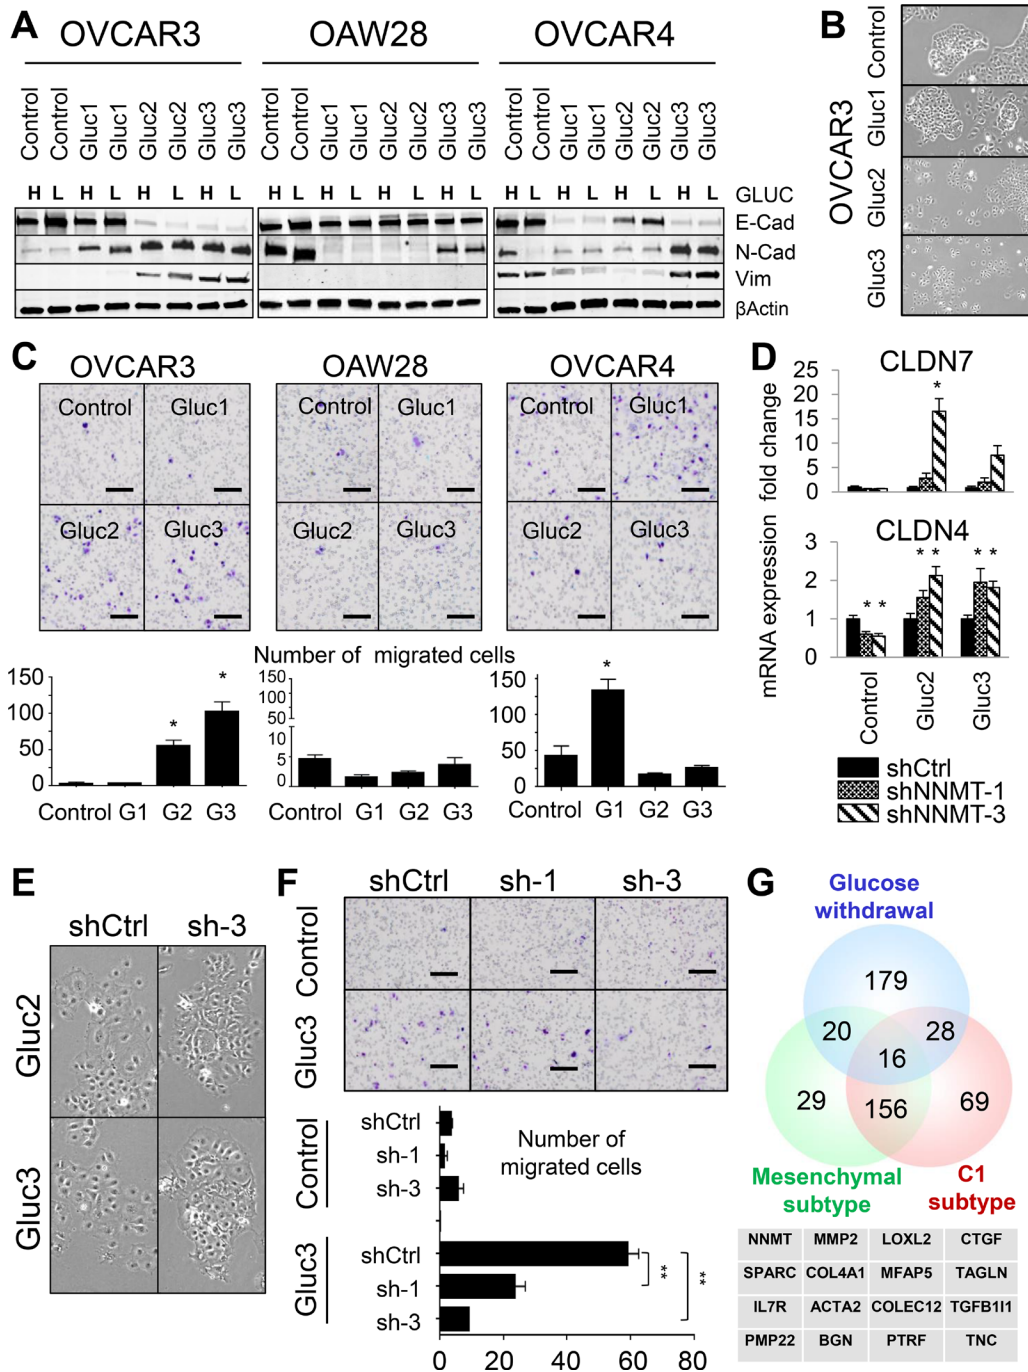 A
OVCAR3 OAW28 OVCAR4
Control Control Gluc1 Gluc1 Gluc2 Gluc2 Gluc3 Gluc3 Control Control Gluc1 Gluc1 Gluc2 Gluc2 Gluc3 Gluc3 Control Control Gluc1 Gluc1 Gluc2 Gluc2 Gluc3 Gluc3
H L H L H L H L H L H L H L H L H L H L H L H L GLUC
E-Cad
N-Cad
Vim
βActin
B
OVCAR3
Control
Gluc1
Gluc2
Gluc3
C
OVCAR3 OAW28 OVCAR4
Control Gluc1 Control Gluc1 Control Gluc1
Gluc2 Gluc3 Gluc2 Gluc3 Gluc2 Gluc3
Number of migrated cells
150
100
50
0
* *
Control G1 G2 G3
150
100
50
5
0
Control G1 G2 G3
150
100
50
0
*
Control G1 G2 G3
D
CLDN7
mRNA expression fold change
25
20
15
10
5
0
*
CLDN4
3
2
1
0
* * * * * *
Control Gluc2 Gluc3
shCtrl
shNNMT-1
shNNMT-3
E
shCtrl sh-3
Gluc2
Gluc3
F
shCtrl sh-1 sh-3
Control
Gluc3
Number of
migrated cells
Control
shCtrl
sh-1
sh-3
Gluc3
shCtrl
sh-1
sh-3
** **
0 20 40 60 80
G
Glucose
withdrawal
179
20 28
16
29 156 69
Mesenchymal
subtype
C1
subtype
NNMT MMP2 LOXL2 CTGF
SPARC COL4A1 MFAP5 TAGLN
IL7R ACTA2 COLEC12 TGFB1I1
PMP22 BGN PTRF TNC